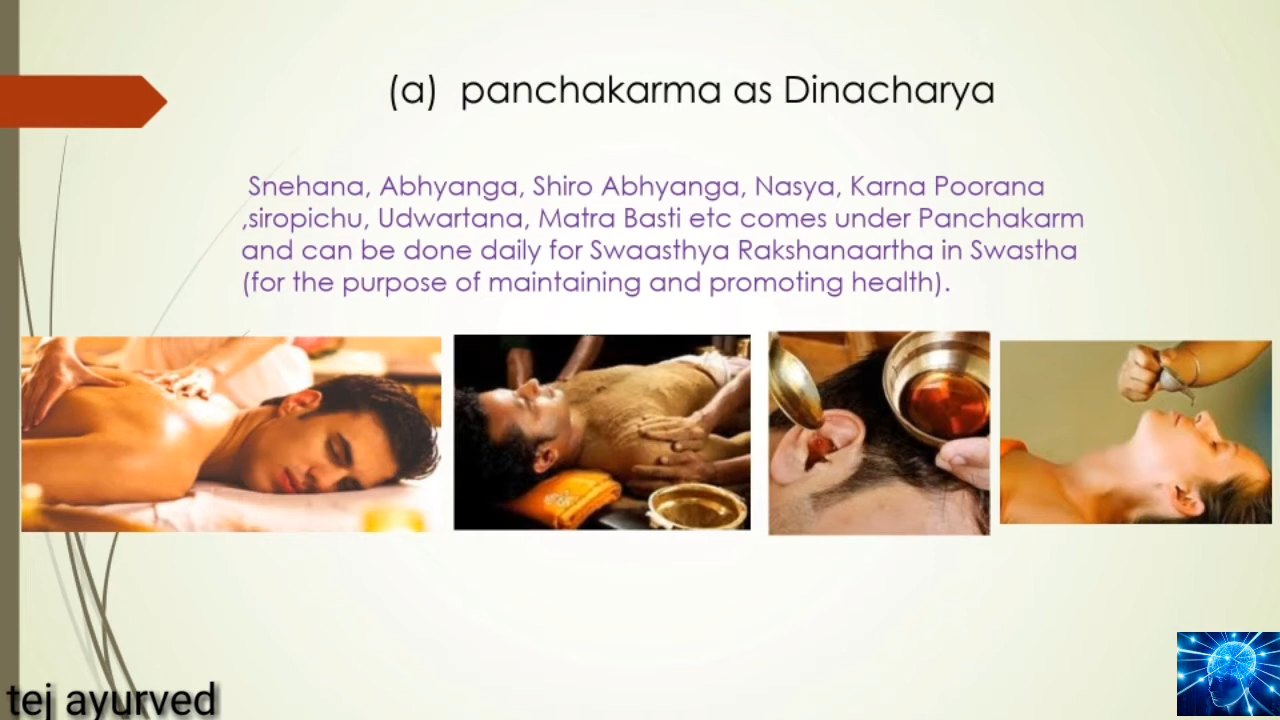 (a) panchakarma as Dinacharya
Snehana, Abhyanga, Shiro Abhyanga, Nasya, Karna Poorana
,siropichu, Udwartana, Matra Basti etc comes under Panchakarm
and can be done daily for Swaasthya Rakshanaartha in Swastha
(for the purpose of maintaining and promoting health).
tej ayurved